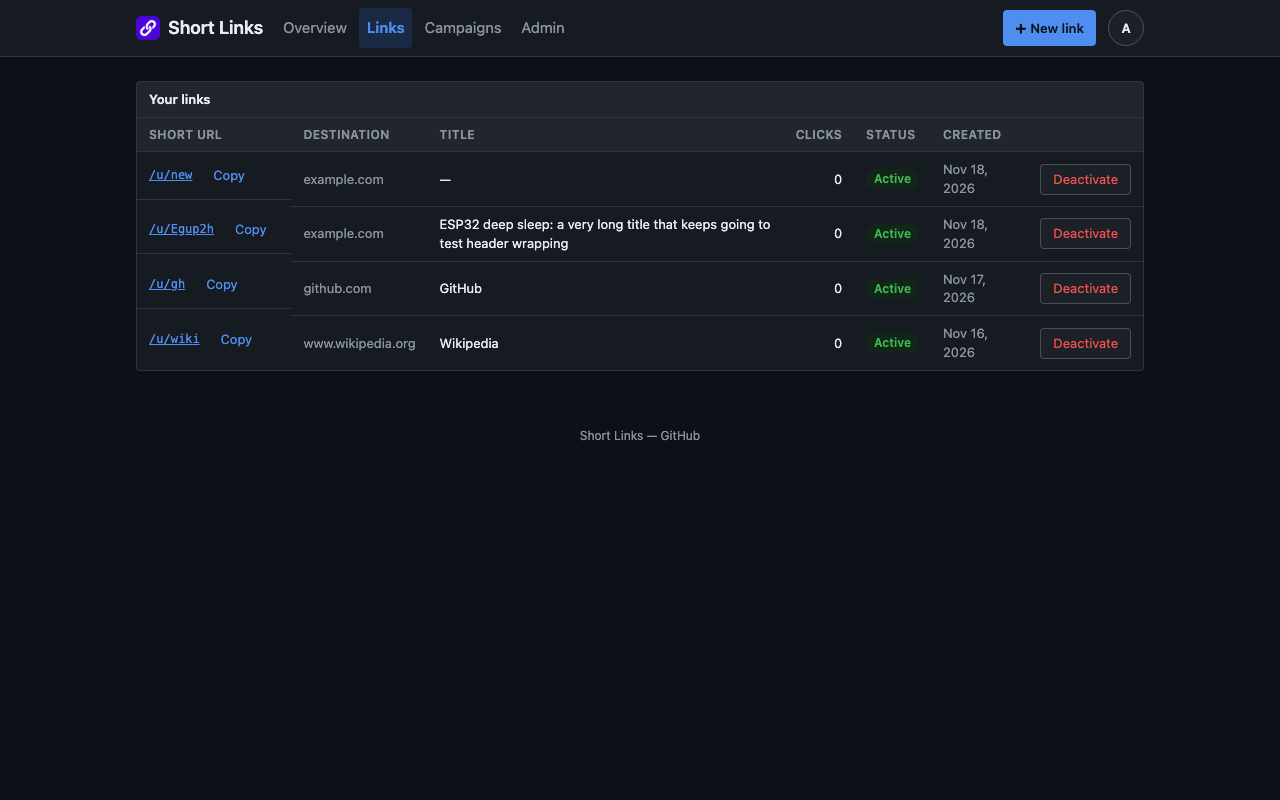 Short Links Overview Links Campaigns Admin + New link A
Your links
SHORT URL DESTINATION TITLE CLICKS STATUS CREATED
/u/new Copy example.com — 0 Active Nov 18, 2026 Deactivate
/u/Egup2h Copy example.com ESP32 deep sleep: a very long title that keeps going to
test header wrapping 0 Active Nov 18, 2026 Deactivate
/u/gh Copy github.com GitHub 0 Active Nov 17, 2026 Deactivate
/u/wiki Copy www.wikipedia.org Wikipedia 0 Active Nov 16, 2026 Deactivate
Short Links — GitHub